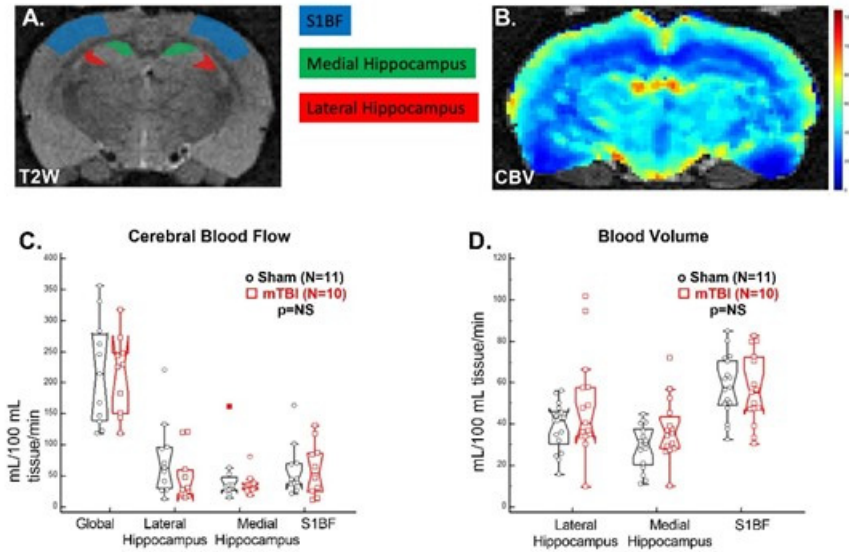 A.
T2W
S1BF
Medial Hippocampus
Lateral Hippocampus
B.
CBV
C.
Cerebral Blood Flow
Sham (N=11)
mTBI (N=10)
p=NS
400
350
300
250
200
150
100
50
0
mL/100 mL
tissue/min
Global
Lateral
Hippocampus
Medial
Hippocampus
S1BF
D.
Blood Volume
Sham (N=11)
mTBI (N=10)
p=NS
120
100
80
60
40
20
0
mL/100 mL tissue/min
Lateral
Hippocampus
Medial
Hippocampus
S1BF